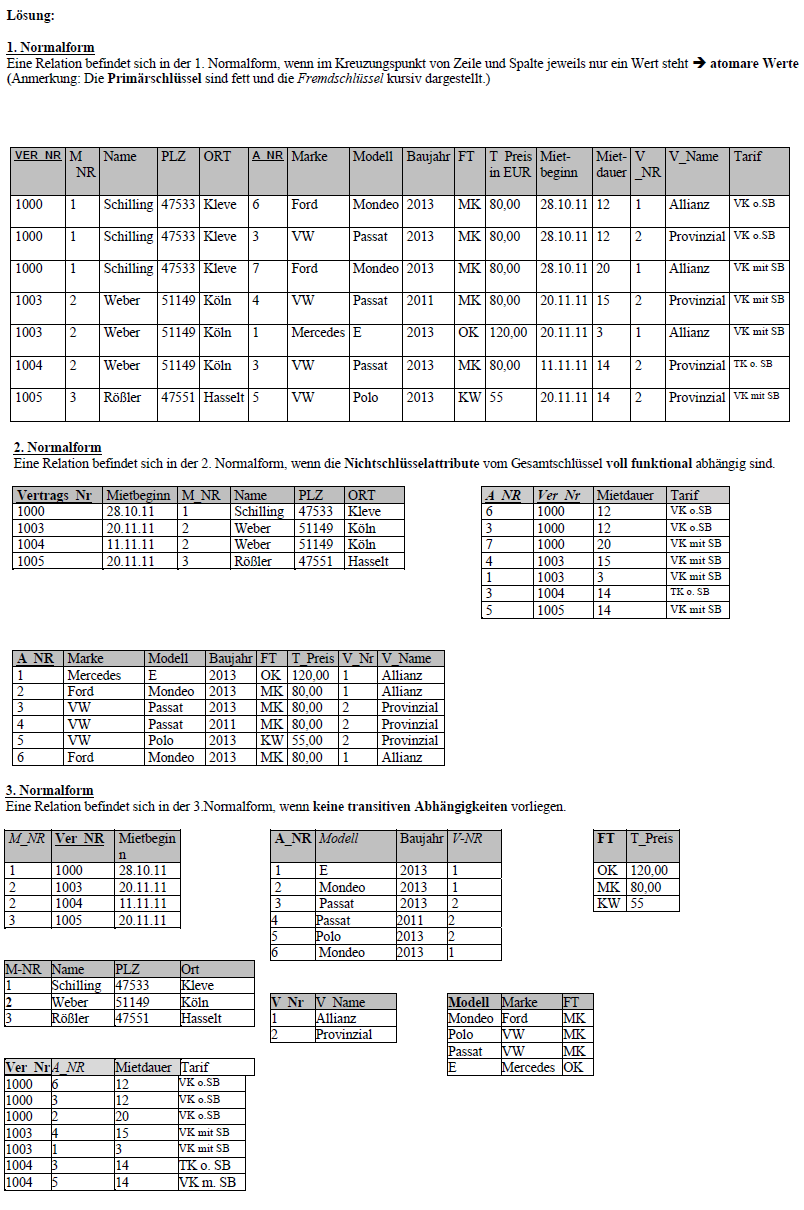 Lösung:
1. Normalform
Eine Relation befindet sich in der 1. Normalform, wenn im Kreuzungspunkt von Zeile und Spalte jeweils nur ein Wert steht ➔ atomare Werte
(Anmerkung: Die Primärschlüssel sind fett und die Fremdschlüssel kursiv dargestellt.)
VER_NR M_NR Name PLZ ORT A_NR Marke Modell Baujahr FT T_Preis in EUR Miet-beginn Miet-dauer V_NR V_Name Tarif
1000 1 Schilling 47533 Kleve 6 Ford Mondeo 2013 MK 80,00 28.10.11 12 1 Allianz VK o.SB
1000 1 Schilling 47533 Kleve 3 VW Passat 2013 MK 80,00 28.10.11 12 2 Provinzial VK o.SB
1000 1 Schilling 47533 Kleve 7 Ford Mondeo 2013 MK 80,00 28.10.11 20 1 Allianz VK mit SB
1003 2 Weber 51149 Köln 4 VW Passat 2011 MK 80,00 20.11.11 15 2 Provinzial VK mit SB
1003 2 Weber 51149 Köln 1 Mercedes E 2013 OK 120,00 20.11.11 3 1 Allianz VK mit SB
1004 2 Weber 51149 Köln 3 VW Passat 2013 MK 80,00 11.11.11 14 2 Provinzial TK o. SB
1005 3 Rößler 47551 Hasselt 5 VW Polo 2013 KW 55 20.11.11 14 2 Provinzial VK mit SB
2. Normalform
Eine Relation befindet sich in der 2. Normalform, wenn die Nichtschlüsselattribute vom Gesamtschlüssel voll funktional abhängig sind.
Vertrags_Nr Mietbeginn M_NR Name PLZ ORT
1000 28.10.11 1 Schilling 47533 Kleve
1003 20.11.11 2 Weber 51149 Köln
1004 11.11.11 2 Weber 51149 Köln
1005 20.11.11 3 Rößler 47551 Hasselt
A_NR Ver_Nr Mietdauer Tarif
6 1000 12 VK o.SB
3 1000 12 VK o.SB
7 1000 20 VK mit SB
4 1003 15 VK mit SB
1 1003 3 VK mit SB
3 1004 14 TK o. SB
5 1005 14 VK mit SB
A_NR Marke Modell Baujahr FT T_Preis V_Nr V_Name
1 Mercedes E 2013 OK 120,00 1 Allianz
2 Ford Mondeo 2013 MK 80,00 1 Allianz
3 VW Passat 2013 MK 80,00 2 Provinzial
4 VW Passat 2011 MK 80,00 2 Provinzial
5 VW Polo 2013 KW 55,00 2 Provinzial
6 Ford Mondeo 2013 MK 80,00 1 Allianz
3. Normalform
Eine Relation befindet sich in der 3.Normalform, wenn keine transitiven Abhängigkeiten vorliegen.
M_NR Ver_NR Mietbeginn
1 1000 28.10.11
2 1003 20.11.11
2 1004 11.11.11
3 1005 20.11.11
A_NR Modell Baujahr V-NR
1 E 2013 1
2 Mondeo 2013 1
3 Passat 2013 2
4 Passat 2011 2
5 Polo 2013 2
6 Mondeo 2013 1
FT T_Preis
OK 120,00
MK 80,00
KW 55
M-NR Name PLZ Ort
1 Schilling 47533 Kleve
2 Weber 51149 Köln
3 Rößler 47551 Hasselt
V_Nr V_Name
1 Allianz
2 Provinzial
Modell Marke FT
Mondeo Ford MK
Polo VW MK
Passat VW MK
E Mercedes OK
Ver_Nr A_NR Mietdauer Tarif
1000 6 12 VK o.SB
1000 3 12 VK o.SB
1000 2 20 VK o.SB
1003 4 15 VK mit SB
1003 1 3 VK mit SB
1004 3 14 TK o. SB
1004 5 14 VK m. SB